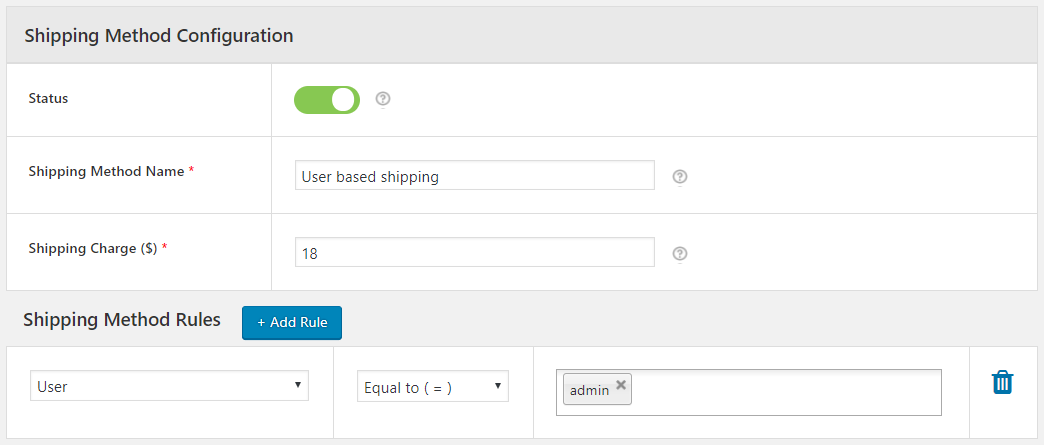 Shipping Method Configuration
Status
?
Shipping Method Name *
User based shipping
?
Shipping Charge ($) *
18
?
Shipping Method Rules
+ Add Rule
User
Equal to ( = )
admin ×